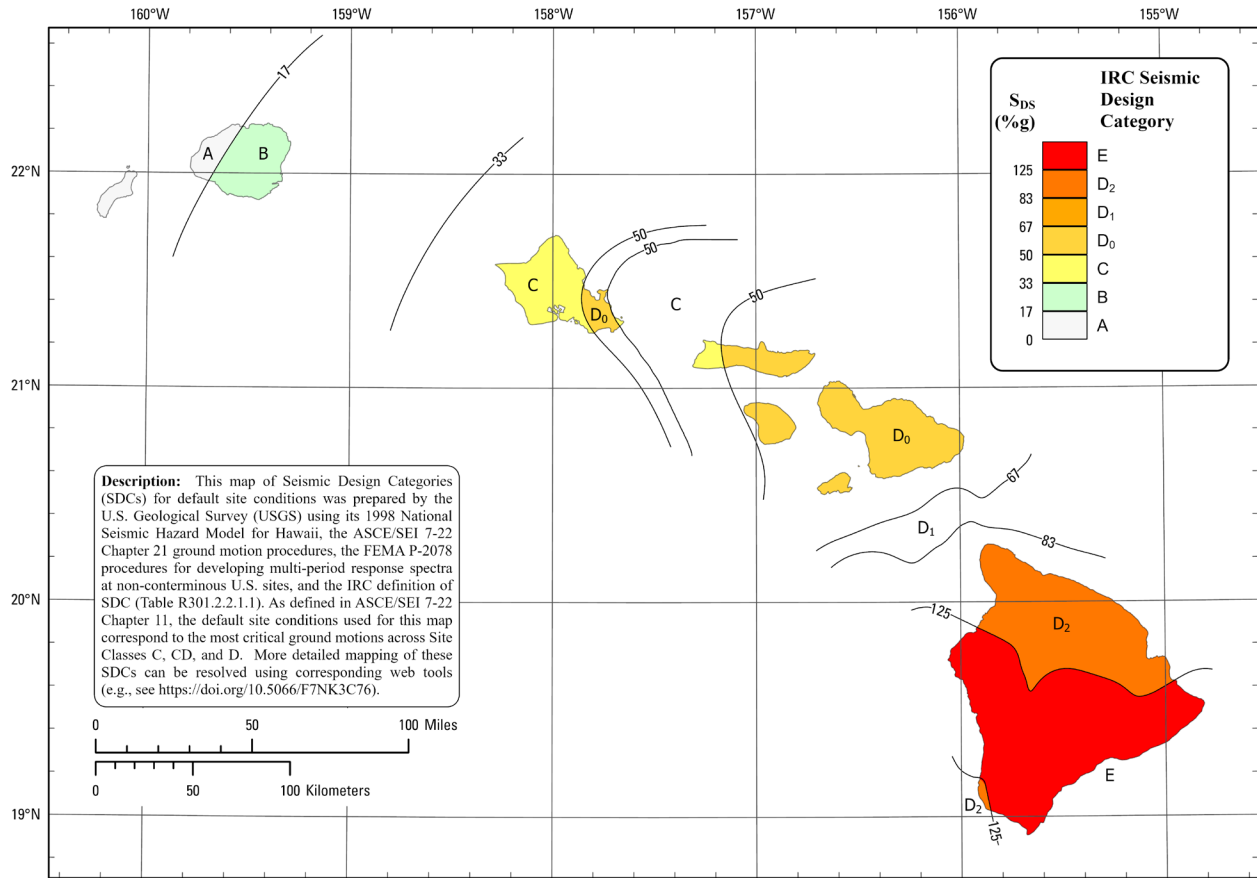 160°W
159°W
158°W
157°W
156°W
155°W
22°N
21°N
20°N
19°N
17
A
B
33
50
50
C
D₀
C
50
D₀
67
D₁
83
125
D₂
E
D₂
125
S_DS
(%g)
IRC Seismic
Design
Category
E
125
D₂
83
D₁
67
D₀
50
C
33
B
17
A
0
Description: This map of Seismic Design Categories
(SDCs) for default site conditions was prepared by the
U.S. Geological Survey (USGS) using its 1998 National
Seismic Hazard Model for Hawaii, the ASCE/SEI 7-22
Chapter 21 ground motion procedures, the FEMA P-2078
procedures for developing multi-period response spectra
at non-conterminous U.S. sites, and the IRC definition of
SDC (Table R301.2.2.1.1). As defined in ASCE/SEI 7-22
Chapter 11, the default site conditions used for this map
correspond to the most critical ground motions across Site
Classes C, CD, and D. More detailed mapping of these
SDCs can be resolved using corresponding web tools
(e.g., see https://doi.org/10.5066/F7NK3C76).
0 50 100 Miles
0 50 100 Kilometers